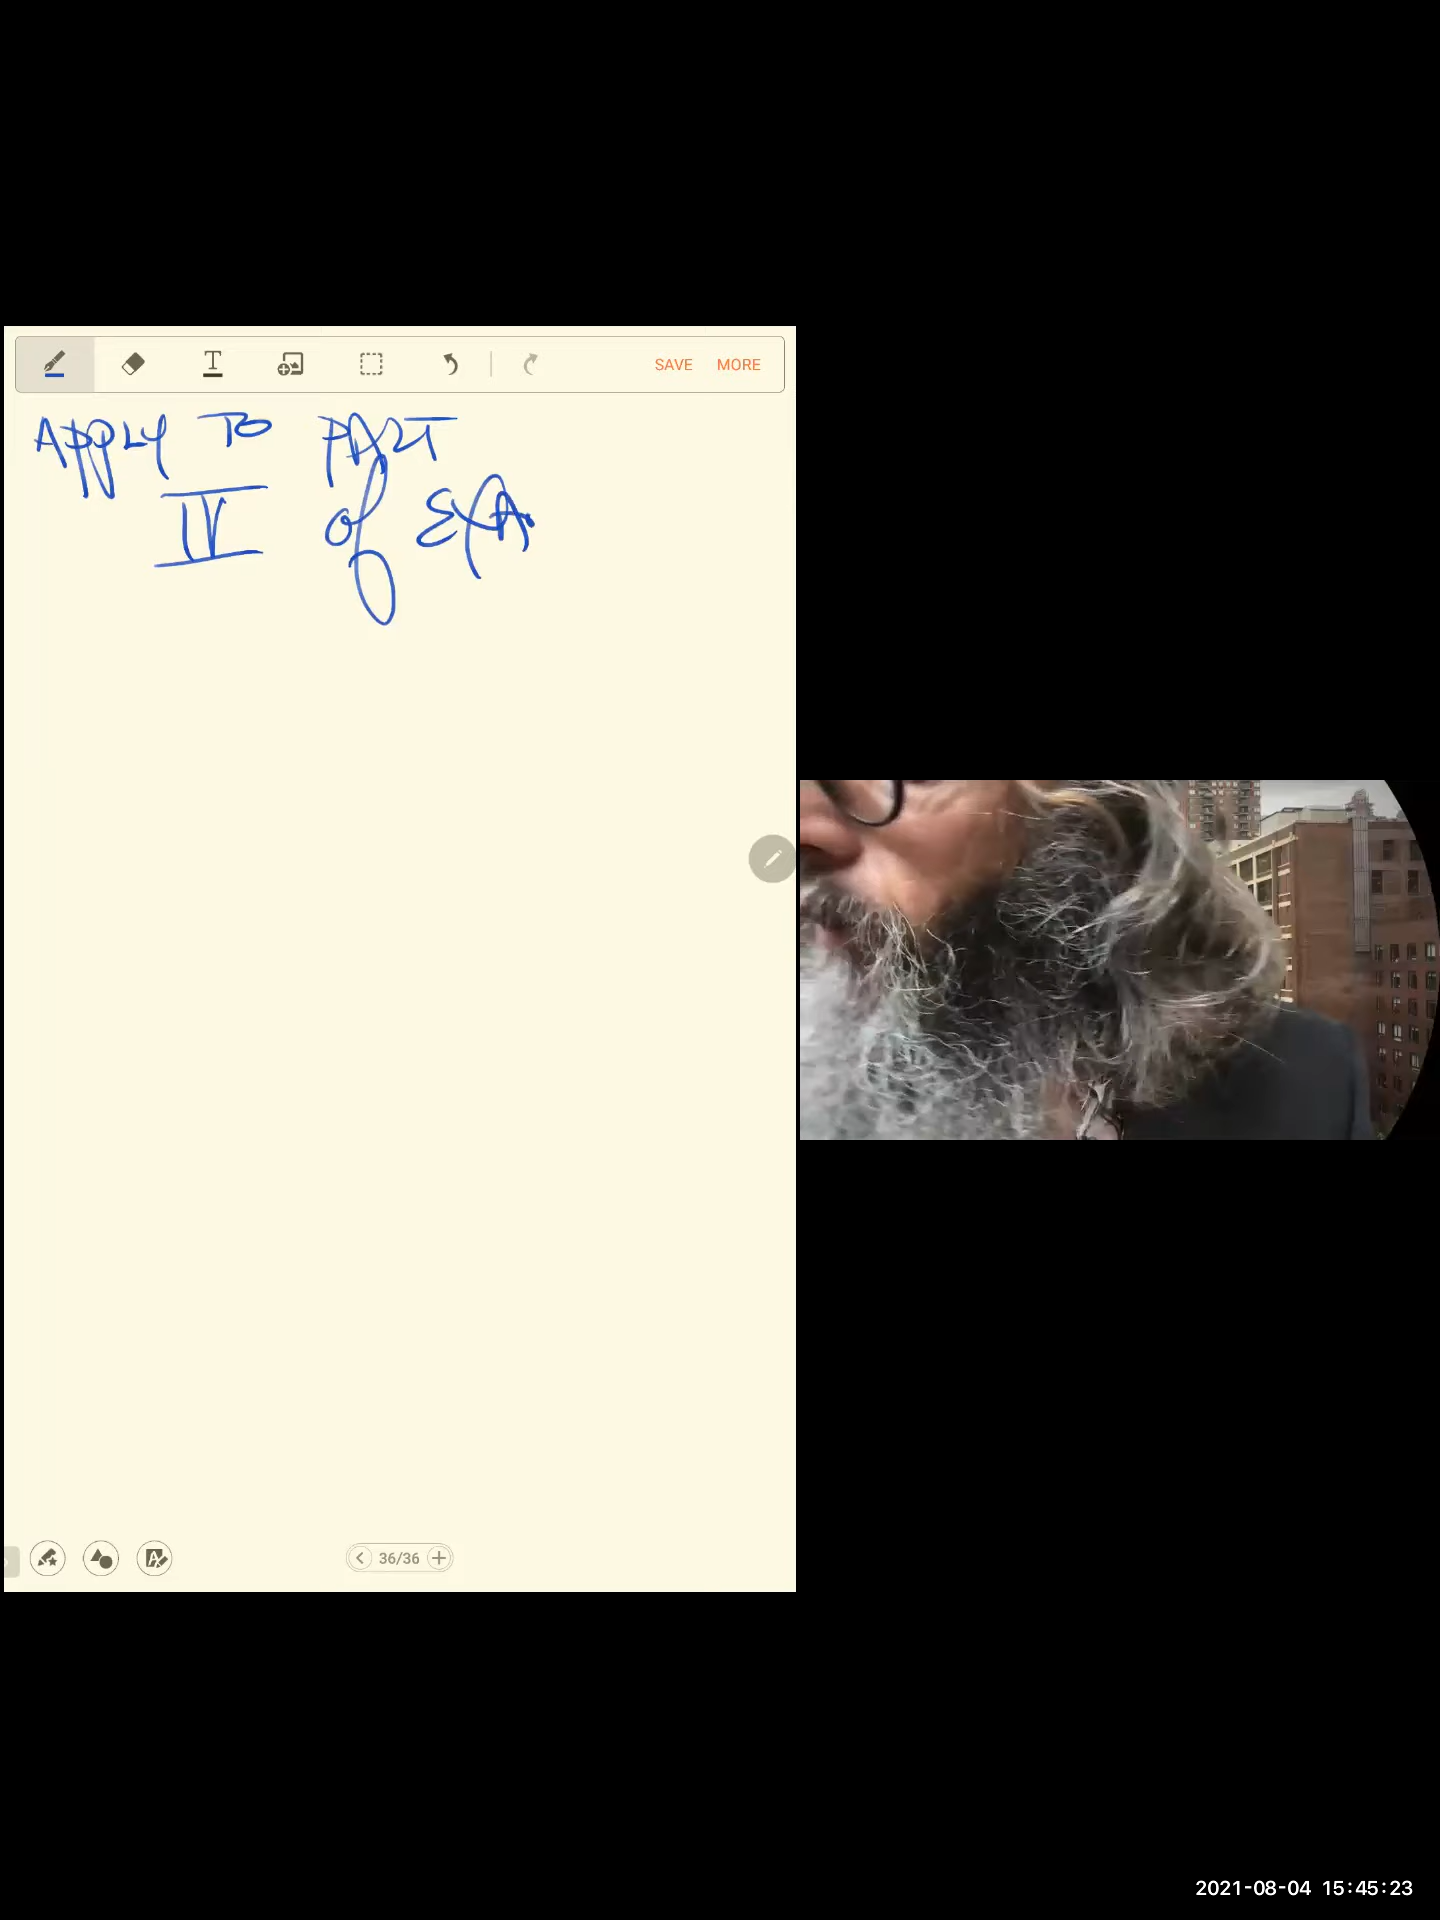 T
SAVE
MORE
APPLY TO PART
IV of EXA
A
36/36
2021-08-04 15:45:23